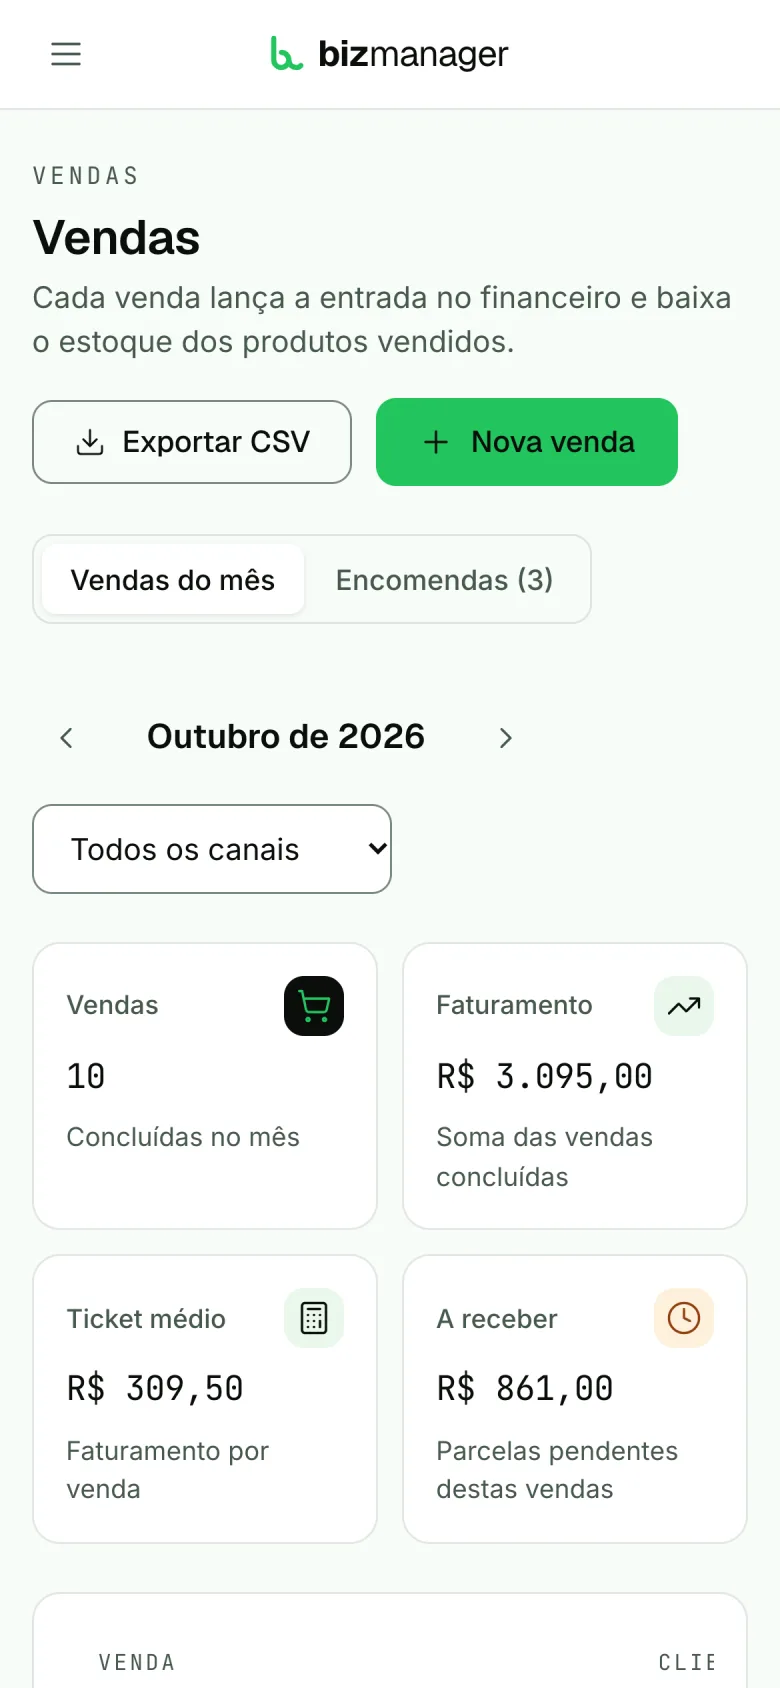 bizmanager
VENDAS
Vendas
Cada venda lança a entrada no financeiro e baixa
o estoque dos produtos vendidos.
Exportar CSV
Nova venda
Vendas do mês
Encomendas (3)
Outubro de 2026
Todos os canais
Vendas
10
Concluídas no mês
Faturamento
R$ 3.095,00
Soma das vendas
concluídas
Ticket médio
R$ 309,50
Faturamento por
venda
A receber
R$ 861,00
Parcelas pendentes
destas vendas
VENDA
CLIE